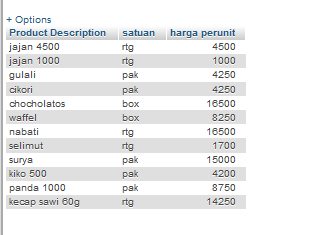 + Options
Product Description satuan harga perunit
jajan 4500 rtg 4500
jajan 1000 rtg 1000
gulali pak 4250
cikori pak 4250
chocholatos box 16500
waffel box 8250
nabati rtg 16500
selimut rtg 1700
surya pak 15000
kiko 500 pak 4200
panda 1000 pak 8750
kecap sawi 60g rtg 14250